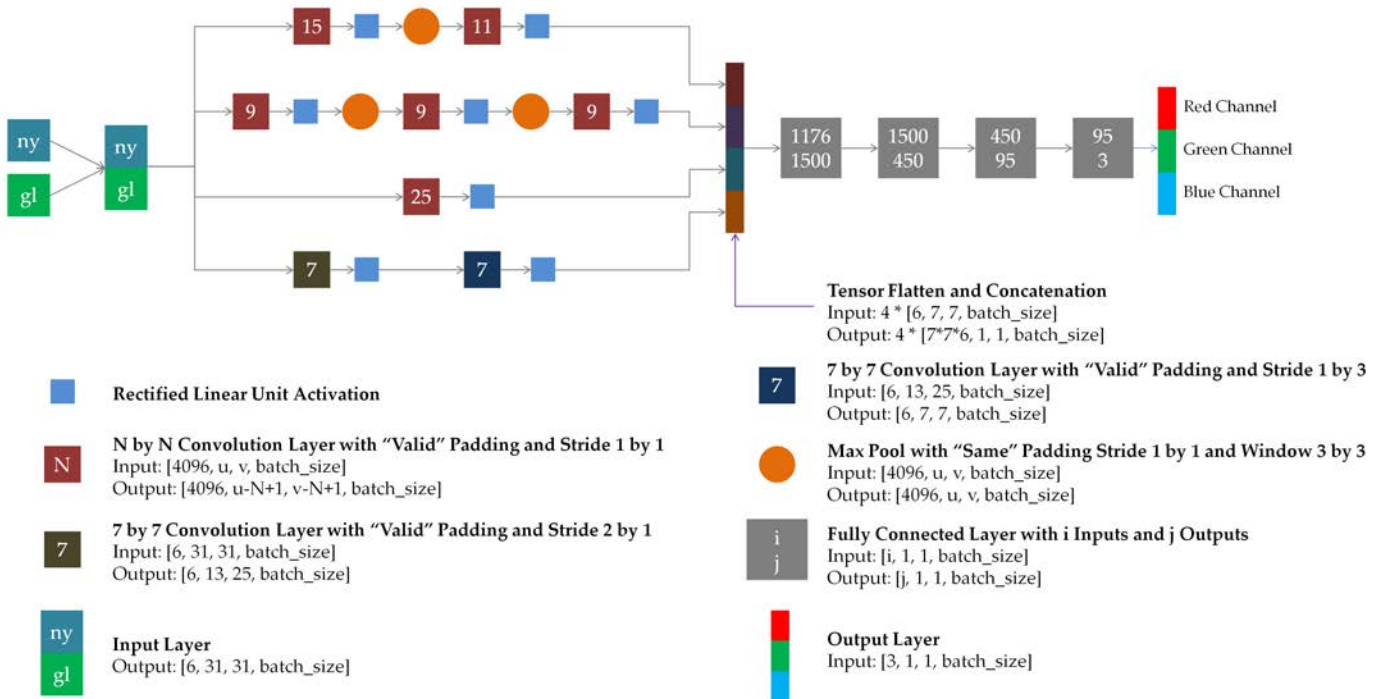 15
11
9
9
9
ny
gl
ny
gl
25
7
7
1176
1500
1500
450
450
95
95
3
Red Channel
Green Channel
Blue Channel
Tensor Flatten and Concatenation
Input: 4 * [6, 7, 7, batch_size]
Output: 4 * [7*7*6, 1, 1, batch_size]
Rectified Linear Unit Activation
N
N by N Convolution Layer with “Valid” Padding and Stride 1 by 1
Input: [4096, u, v, batch_size]
Output: [4096, u-N+1, v-N+1, batch_size]
7
7 by 7 Convolution Layer with “Valid” Padding and Stride 2 by 1
Input: [6, 31, 31, batch_size]
Output: [6, 13, 25, batch_size]
ny
gl
Input Layer
Output: [6, 31, 31, batch_size]
7
7 by 7 Convolution Layer with “Valid” Padding and Stride 1 by 3
Input: [6, 13, 25, batch_size]
Output: [6, 7, 7, batch_size]
Max Pool with “Same” Padding Stride 1 by 1 and Window 3 by 3
Input: [4096, u, v, batch_size]
Output: [4096, u, v, batch_size]
i
j
Fully Connected Layer with i Inputs and j Outputs
Input: [i, 1, 1, batch_size]
Output: [j, 1, 1, batch_size]
Output Layer
Input: [3, 1, 1, batch_size]